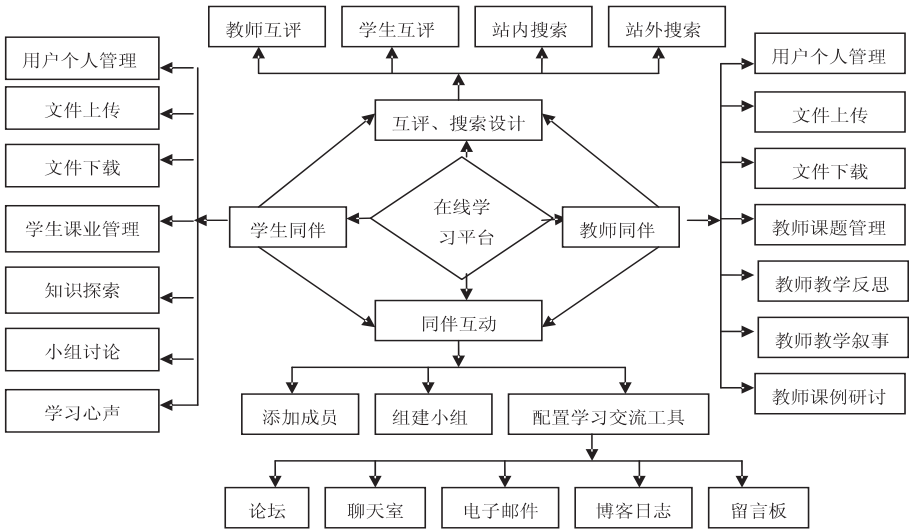 教师互评
学生互评
站内搜索
站外搜索
用户个人管理
文件上传
文件下载
学生课业管理
知识探索
小组讨论
学习心声
互评、搜索设计
在线学
习平台
学生同伴
教师同伴
同伴互动
用户个人管理
文件上传
文件下载
教师课题管理
教师教学反思
教师教学叙事
教师课例研讨
添加成员
组建小组
配置学习交流工具
论坛
聊天室
电子邮件
博客日志
留言板